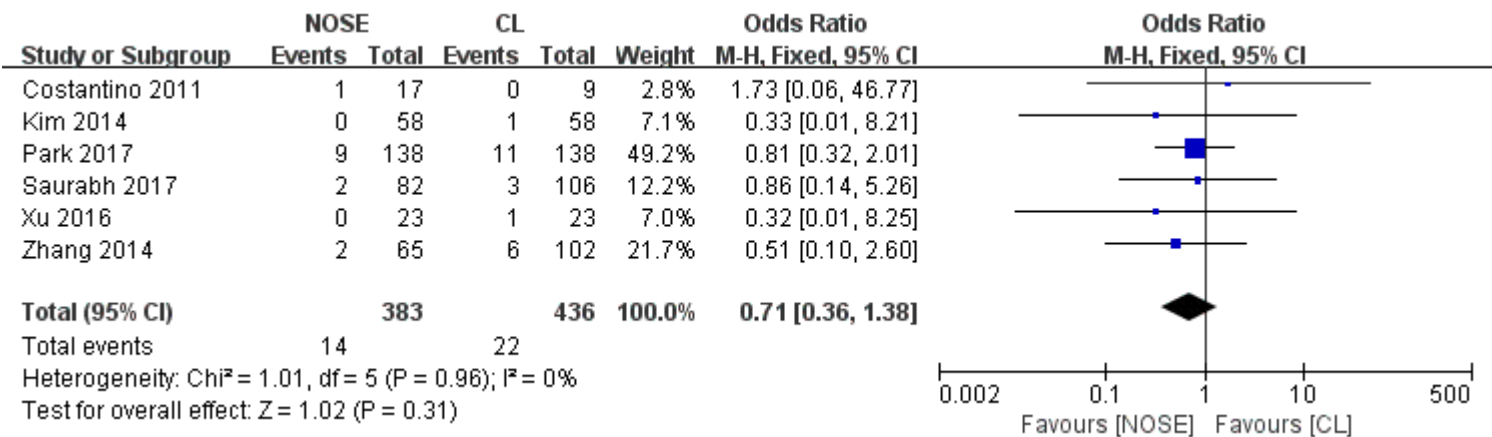 NOSE CL Odds Ratio Odds Ratio
Study or Subgroup Events Total Events Total Weight M-H, Fixed, 95% CI M-H, Fixed, 95% CI
Costantino 2011 1 17 0 9 2.8% 1.73 [0.06, 46.77]
Kim 2014 0 58 1 58 7.1% 0.33 [0.01, 8.21]
Park 2017 9 138 11 138 49.2% 0.81 [0.32, 2.01]
Saurabh 2017 2 82 3 106 12.2% 0.86 [0.14, 5.26]
Xu 2016 0 23 1 23 7.0% 0.32 [0.01, 8.25]
Zhang 2014 2 65 6 102 21.7% 0.51 [0.10, 2.60]
Total (95% CI) 383 436 100.0% 0.71 [0.36, 1.38]
Total events 14 22
Heterogeneity: Chi² = 1.01, df = 5 (P = 0.96); I² = 0%
Test for overall effect: Z = 1.02 (P = 0.31)
0.002 0.1 1 10 500
Favours [NOSE] Favours [CL]